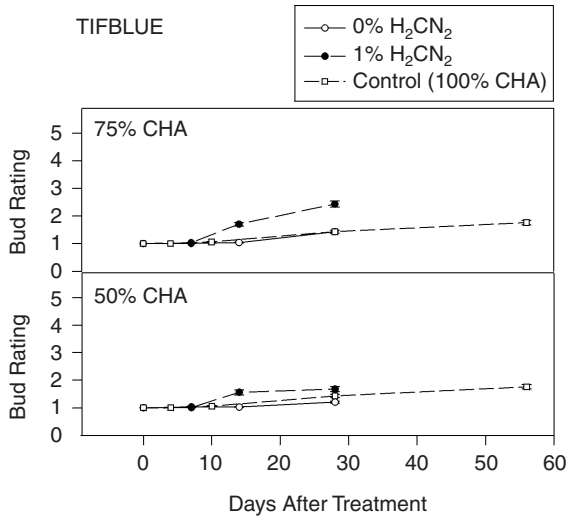 TIFBLUE
0% H₂CN₂
1% H₂CN₂
Control (100% CHA)
75% CHA
Bud Rating
5
4
3
2
1
0
50% CHA
Bud Rating
5
4
3
2
1
0
0 10 20 30 40 50 60
Days After Treatment